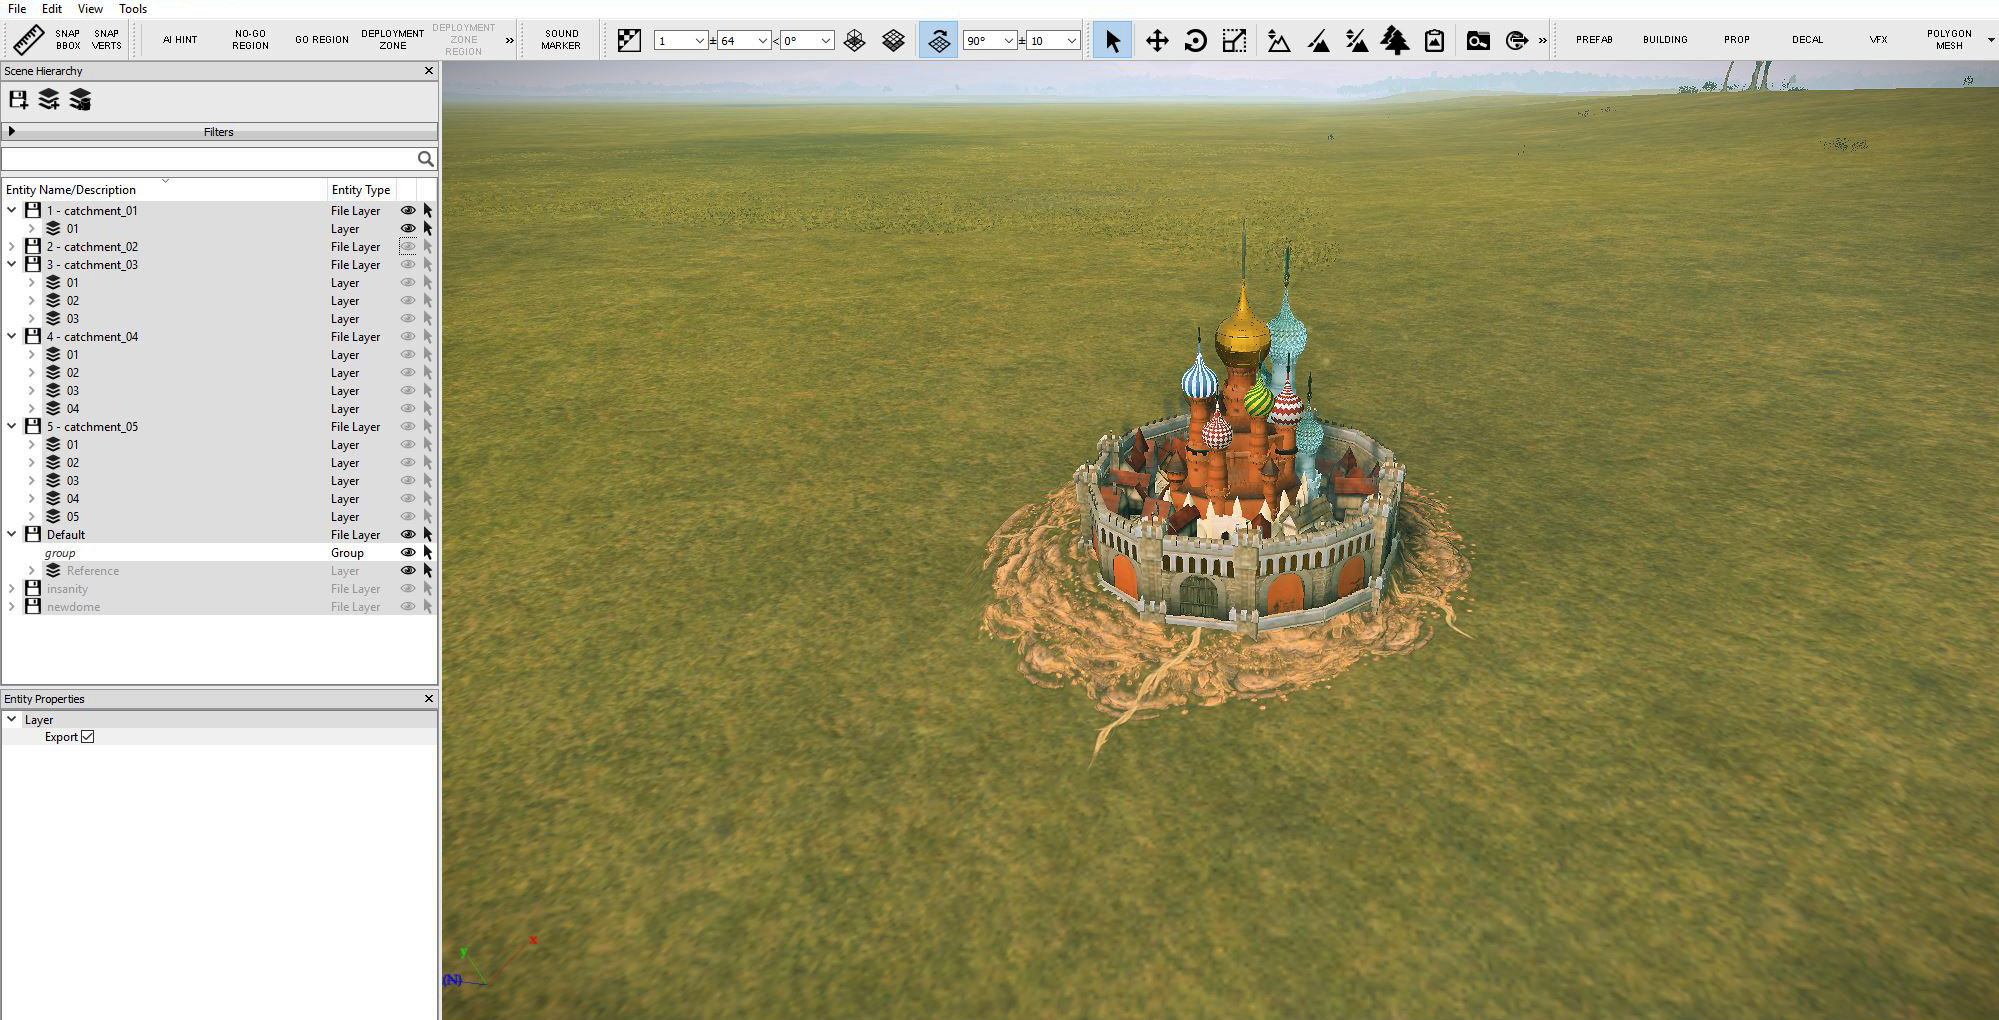 File Edit View Tools
SNAP BBOX
SNAP VERTS
AI HINT
NO-GO REGION
GO REGION
DEPLOYMENT ZONE
DEPLOYMENT ZONE REGION
»
SOUND MARKER
1 ± 64 < 0°
90° ± 10
»
PREFAB
BUILDING
PROP
DECAL
VFX
POLYGON MESH
Scene Hierarchy
Filters
Entity Name/Description Entity Type
1 - catchment_01 File Layer
01 Layer
2 - catchment_02 File Layer
3 - catchment_03 File Layer
01 Layer
02 Layer
03 Layer
4 - catchment_04 File Layer
01 Layer
02 Layer
03 Layer
04 Layer
5 - catchment_05 File Layer
01 Layer
02 Layer
03 Layer
04 Layer
05 Layer
Default File Layer
group Group
Reference Layer
insanity File Layer
newdome File Layer
Entity Properties
Layer
Export
y x
(N)